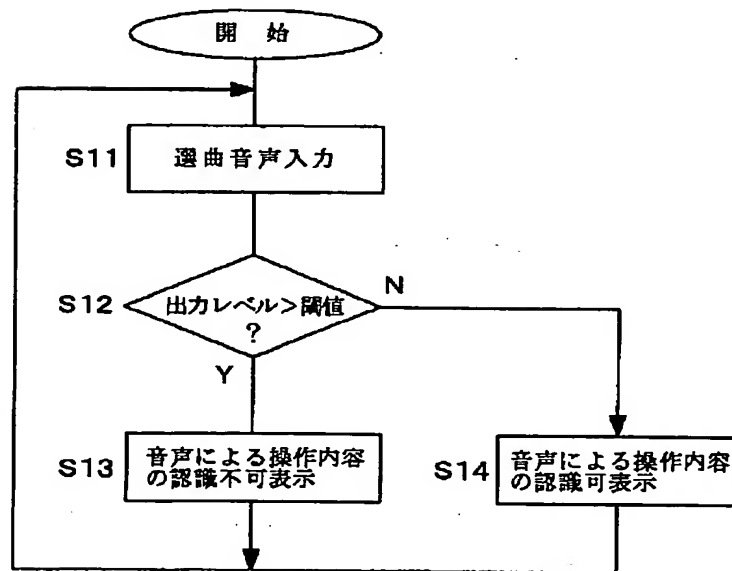 開 始
S11
選曲音声入力
S12
出力レベル>閾値
?
N
Y
S13
音声による操作内容
の認識不可表示
S14
音声による操作内容
の認識可表示